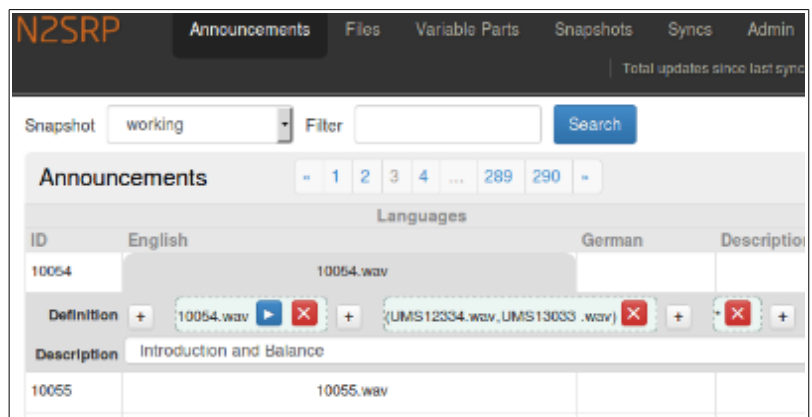 N2SRP Announcements Files Variable Parts Snapshots Syncs Admin
Total updates since last sync
Snapshot working Filter Search
Announcements « 1 2 3 4 ... 289 290 »
Languages
ID English German Description
10054 10054.wav
Definition + 10054.wav + (UMS12334.wav,UMS13033 .wav) + * +
Description Introduction and Balance
10055 10055.wav